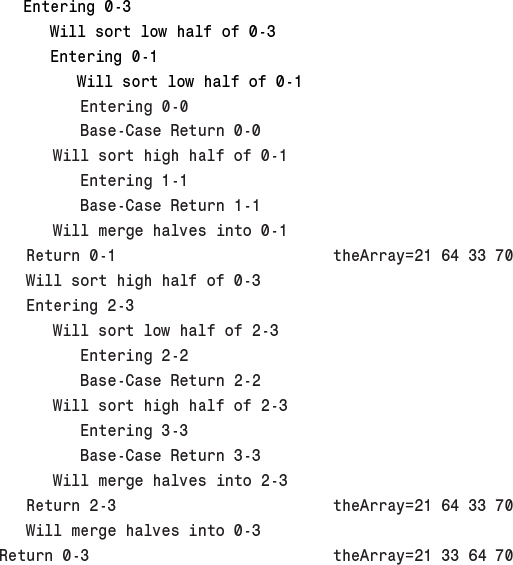 Entering 0-3
Will sort low half of 0-3
Entering 0-1
Will sort low half of 0-1
Entering 0-0
Base-Case Return 0-0
Will sort high half of 0-1
Entering 1-1
Base-Case Return 1-1
Will merge halves into 0-1
Return 0-1 theArray=21 64 33 70
Will sort high half of 0-3
Entering 2-3
Will sort low half of 2-3
Entering 2-2
Base-Case Return 2-2
Will sort high half of 2-3
Entering 3-3
Base-Case Return 3-3
Will merge halves into 2-3
Return 2-3 theArray=21 64 33 70
Will merge halves into 0-3
Return 0-3 theArray=21 33 64 70